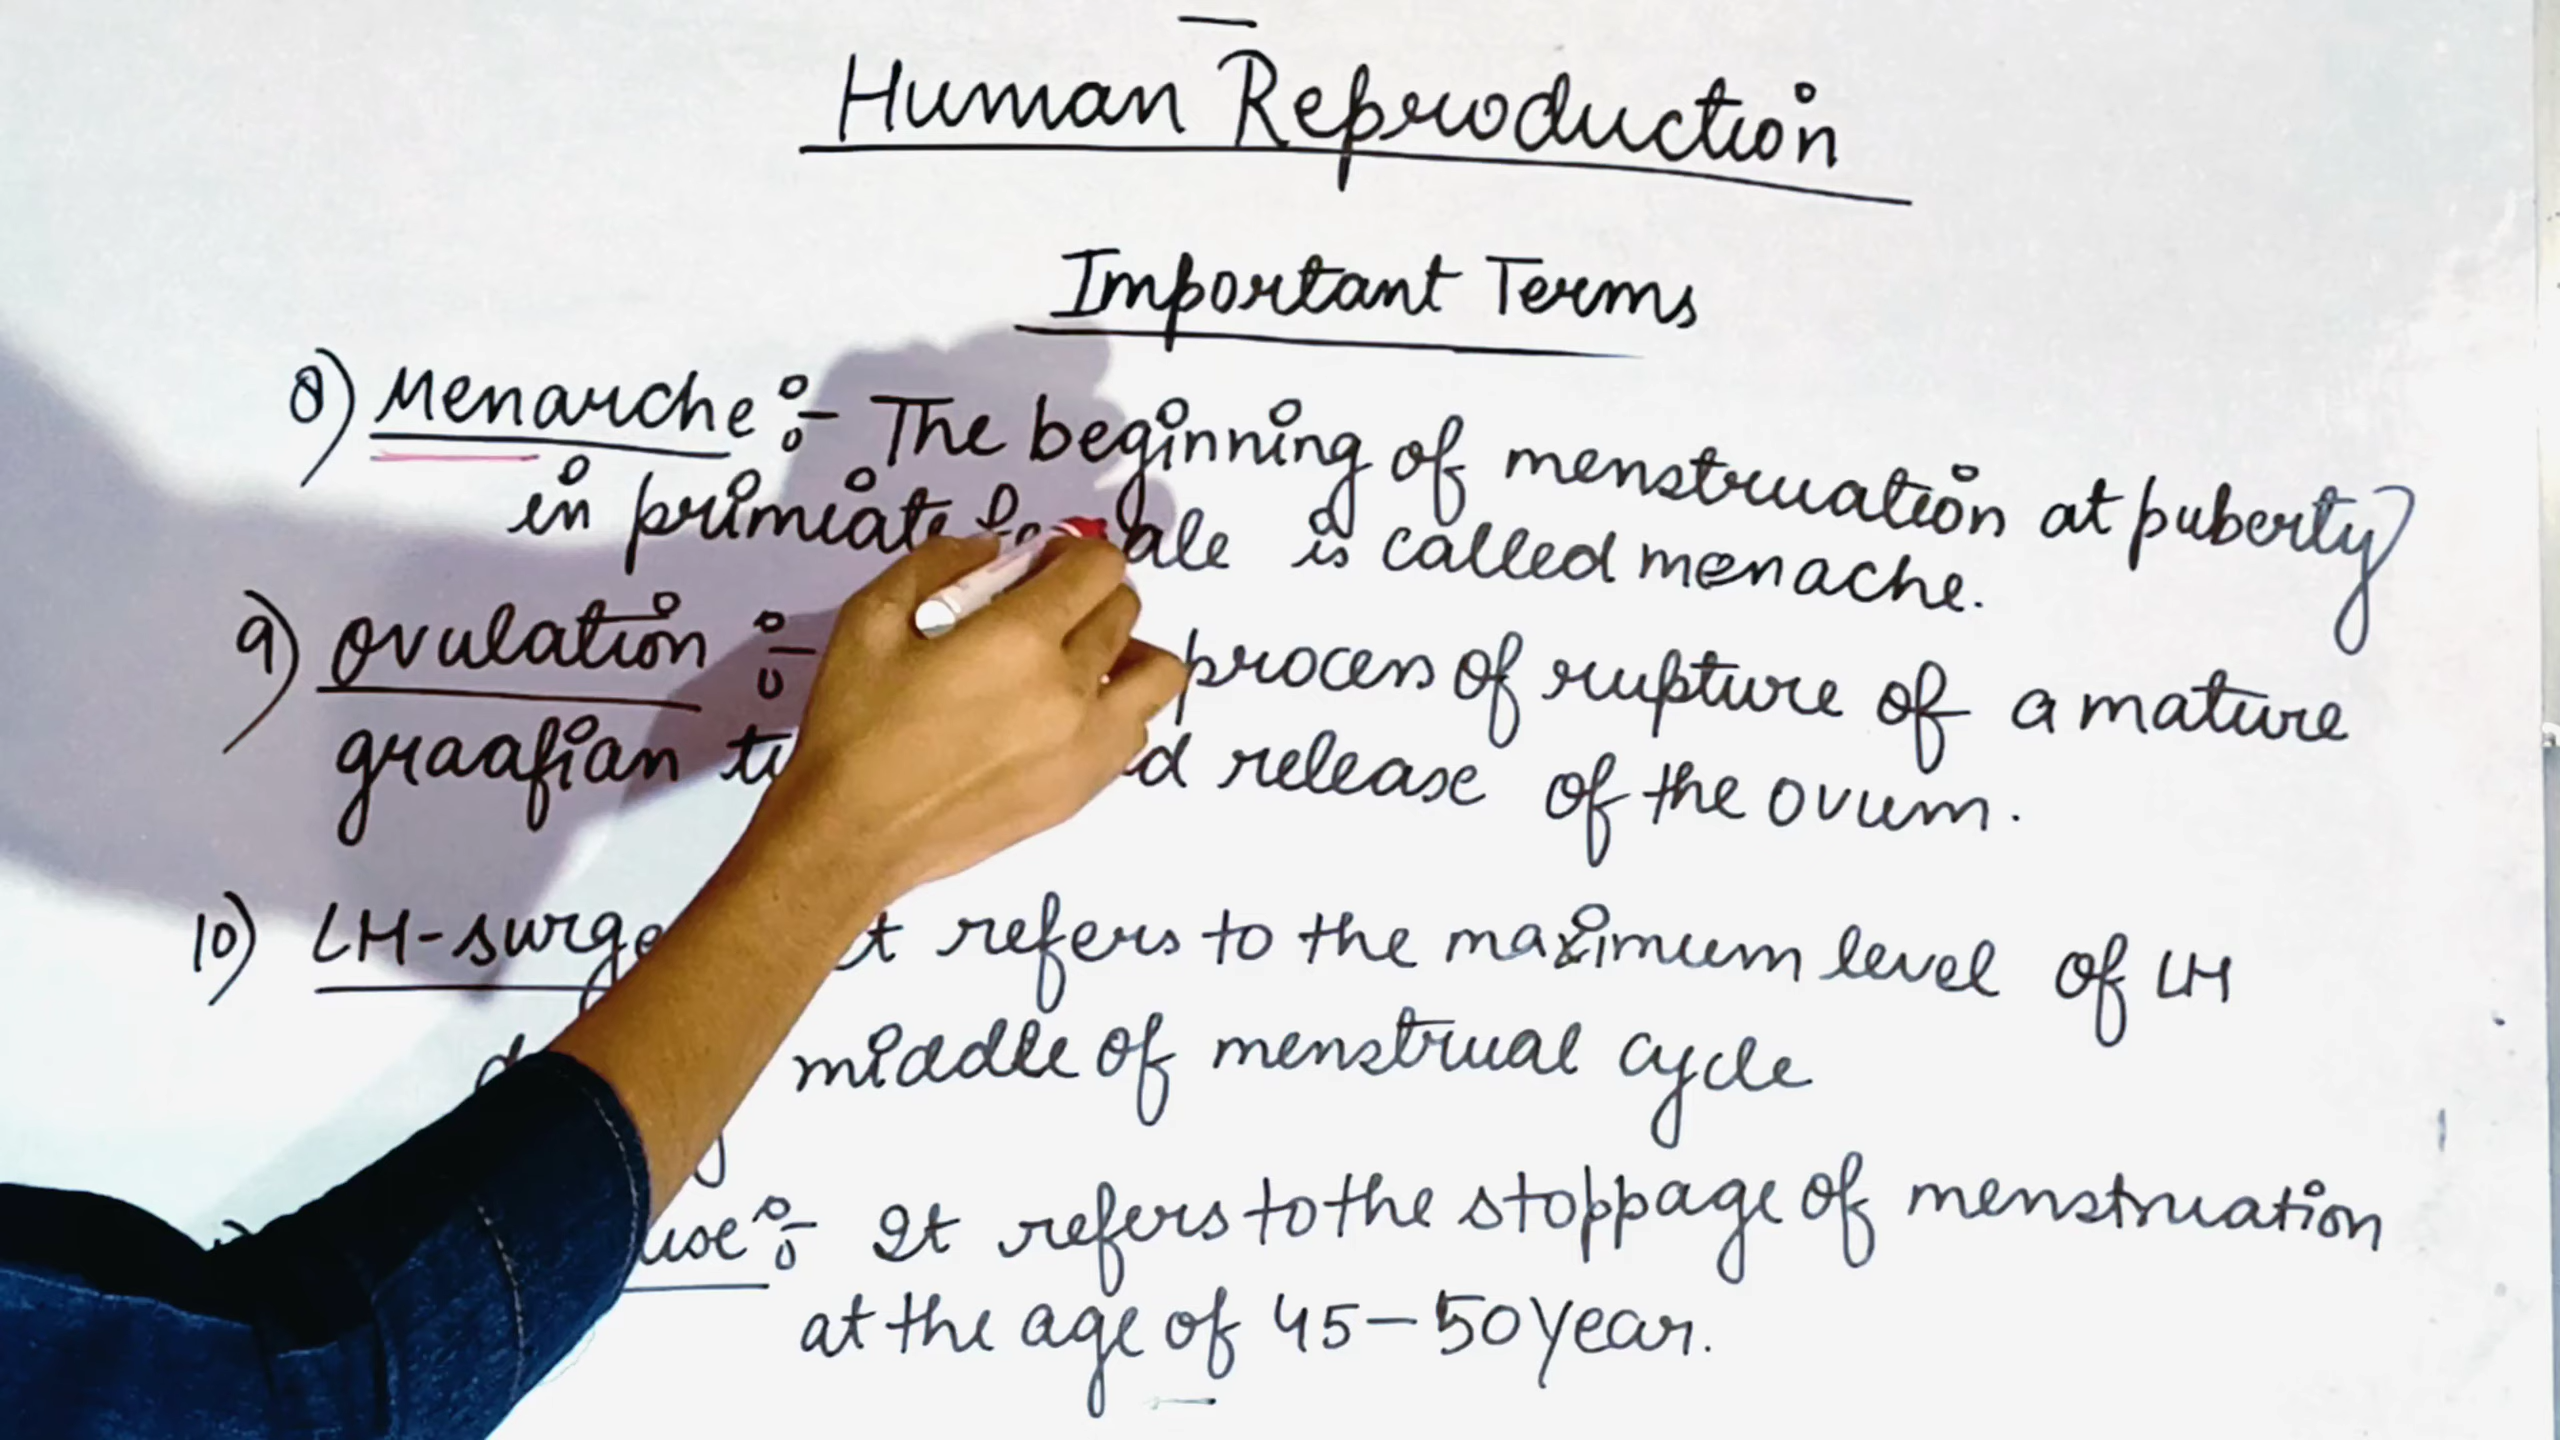 Human Reproduction
Important Terms
8) Menarche :- The beginning of menstruation at puberty
in primiate female is called menache.
9) Ovulation :- process of rupture of a mature
graafian release of the ovum.
10) LH-surge It refers to the maximum level of LH
middle of menstrual cycle
It refers to the stoppage of menstruation
at the age of 45-50 year.